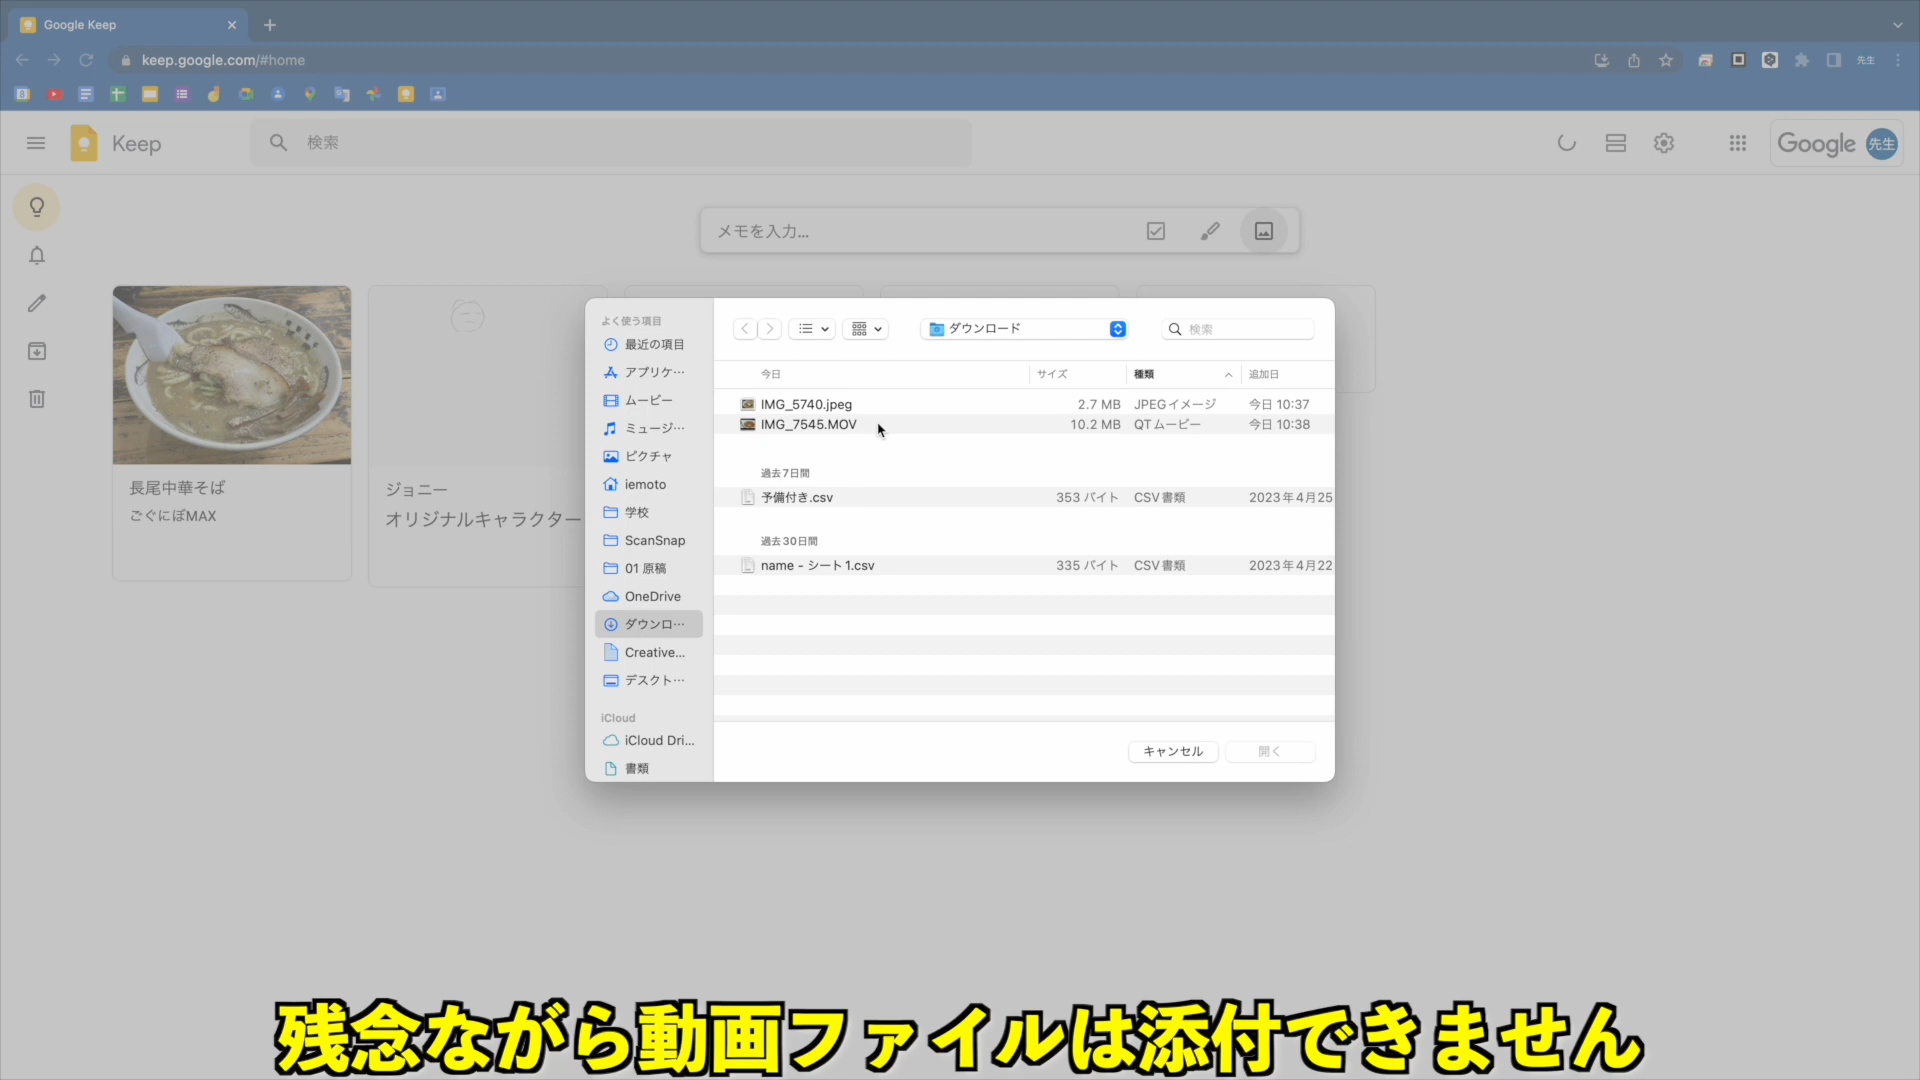 Google Keep
keep.google.com/#home
先生
Keep
検索
Google
先生
メモを入力...
長尾中華そば
ごぐにぼMAX
ジョニー
オリジナルキャラクター
よく使う項目
最近の項目
アプリケ…
ムービー
ミュージ…
ピクチャ
iemoto
学校
ScanSnap
01 原稿
OneDrive
ダウンロ…
Creative...
デスクト…
iCloud
iCloud Dri...
書類
ダウンロード
検索
今日 サイズ 種類 追加日
IMG_5740.jpeg 2.7 MB JPEGイメージ 今日 10:37
IMG_7545.MOV 10.2 MB QTムービー 今日 10:38
過去7日間
予備付き.csv 353 バイト CSV書類 2023年4月25
過去30日間
name - シート1.csv 335 バイト CSV書類 2023年4月22
キャンセル 開く
残念ながら動画ファイルは添付できません